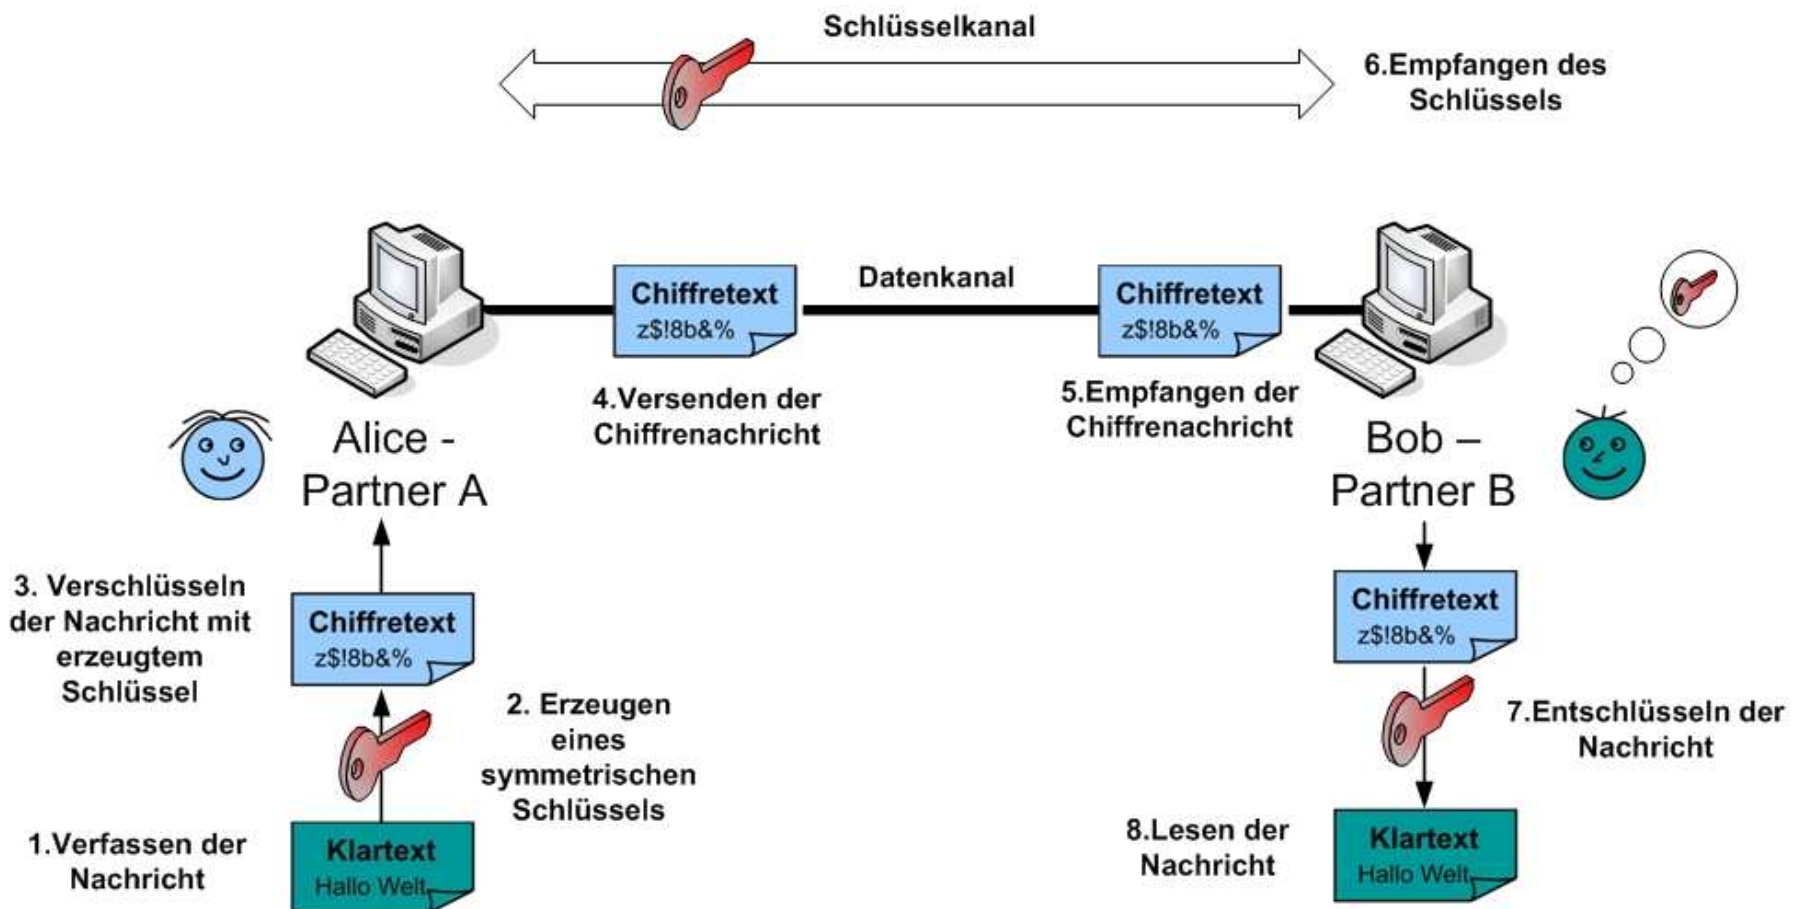 Schlüsselkanal
6.Empfangen des
Schlüssels
Chiffretext
z$!8b&%
Datenkanal
Chiffretext
z$!8b&%
4.Versenden der
Chiffrenachricht
5.Empfangen der
Chiffrenachricht
Alice -
Partner A
Bob –
Partner B
3. Verschlüsseln
der Nachricht mit
erzeugtem
Schlüssel
Chiffretext
z$!8b&%
2. Erzeugen
eines
symmetrischen
Schlüssels
1.Verfassen der
Nachricht
Klartext
Hallo Welt
Chiffretext
z$!8b&%
7.Entschlüsseln der
Nachricht
8.Lesen der
Nachricht
Klartext
Hallo Welt